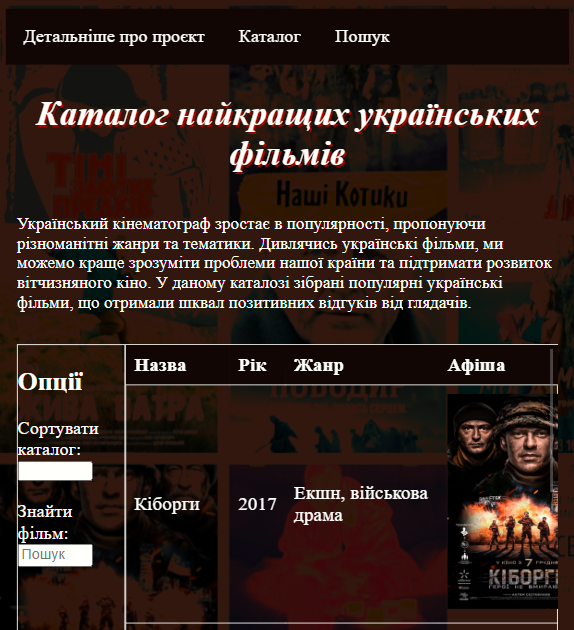 Детальніше про проєкт Каталог Пошук
Каталог найкращих українських
фільмів
Наші Котики
Український кінематограф зростає в популярності, пропонуючи
різноманітні жанри та тематики. Дивлячись українські фільми, ми
можемо краще зрозуміти проблеми нашої країни та підтримати розвиток
вітчизняного кіно. У даному каталозі зібрані популярні українські
фільми, що отримали шквал позитивних відгуків від глядачів.
Опції
Сортувати
каталог:
Знайти
фільм:
Пошук
Назва Рік Жанр Афіша
Кіборги 2017 Екшн, військова
драма
У КІНО З 7 ГРУДНЯ
КІБОРГИ
ГЕРОЇ НЕ ВМИРАЮТЬ